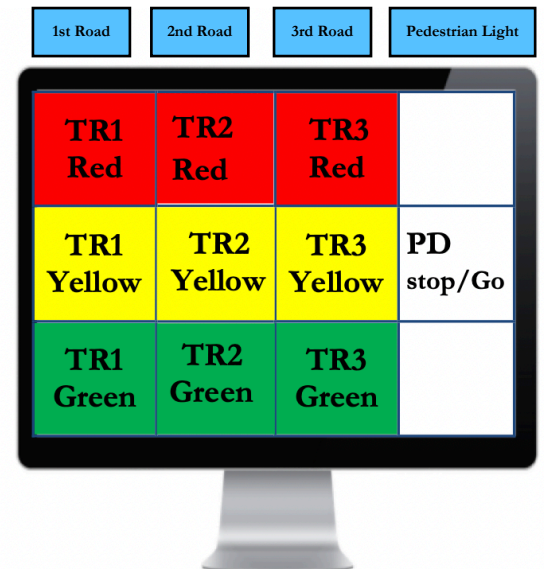 1st Road
2nd Road
3rd Road
Pedestrian Light
TR1
Red
TR2
Red
TR3
Red
TR1
Yellow
TR2
Yellow
TR3
Yellow
PD
stop/Go
TR1
Green
TR2
Green
TR3
Green